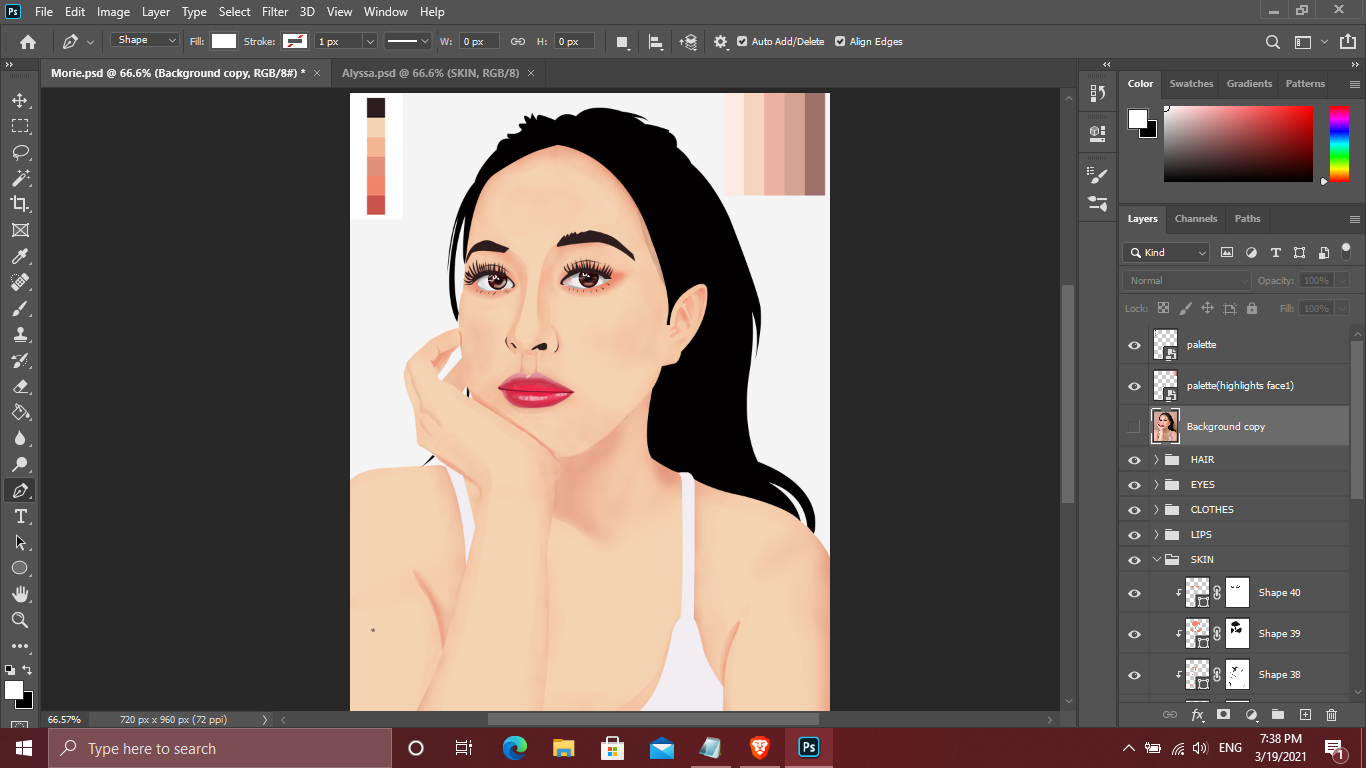 Ps File Edit Image Layer Type Select Filter 3D View Window Help
Shape Fill: Stroke: 1 px W: 0 px H: 0 px Auto Add/Delete Align Edges
Morie.psd @ 66.6% (Background copy, RGB/8#) * × Alyssa.psd @ 66.6% (SKIN, RGB/8) ×
Color Swatches Gradients Patterns
Layers Channels Paths
Kind
Normal Opacity: 100%
Lock: Fill: 100%
palette
palette(highlights face1)
Background copy
HAIR
EYES
CLOTHES
LIPS
SKIN
Shape 40
Shape 39
Shape 38
fx
66.57% 720 px x 960 px (72 ppi)
Type here to search
Ps
ENG
7:38 PM
3/19/2021
1